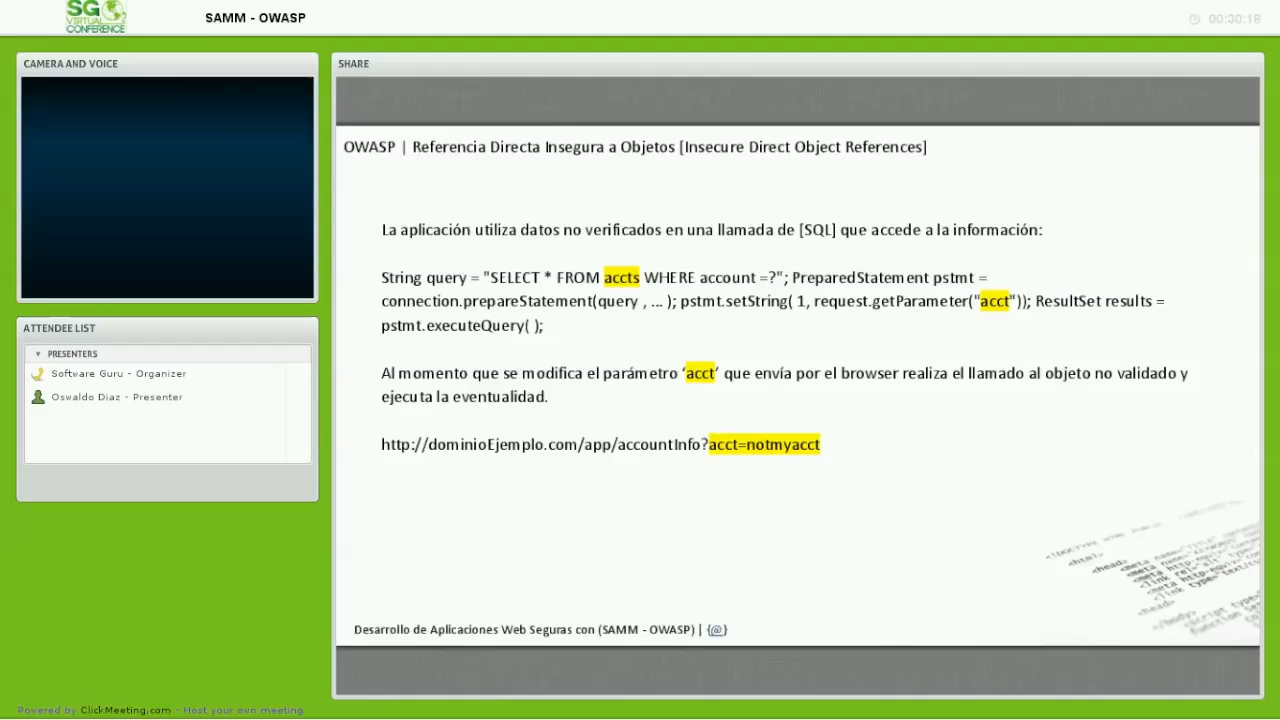 SG
VIRTUAL
CONFERENCE
SAMM - OWASP
00:30:18
CAMERA AND VOICE
SHARE
OWASP | Referencia Directa Insegura a Objetos [Insecure Direct Object References]
La aplicación utiliza datos no verificados en una llamada de [SQL] que accede a la información:
String query = "SELECT * FROM accts WHERE account =?"; PreparedStatement pstmt =
connection.prepareStatement(query , ... ); pstmt.setString( 1, request.getParameter("acct")); ResultSet results =
pstmt.executeQuery( );
Al momento que se modifica el parámetro ‘acct’ que envía por el browser realiza el llamado al objeto no validado y
ejecuta la eventualidad.
http://dominioEjemplo.com/app/accountInfo?acct=notmyacct
ATTENDEE LIST
PRESENTERS
Software Guru - Organizer
Oswaldo Diaz - Presenter
<html>
<head>
</head>
Desarrollo de Aplicaciones Web Seguras con (SAMM - OWASP) | {@}
Powered by ClickMeeting.com - Host your own meeting